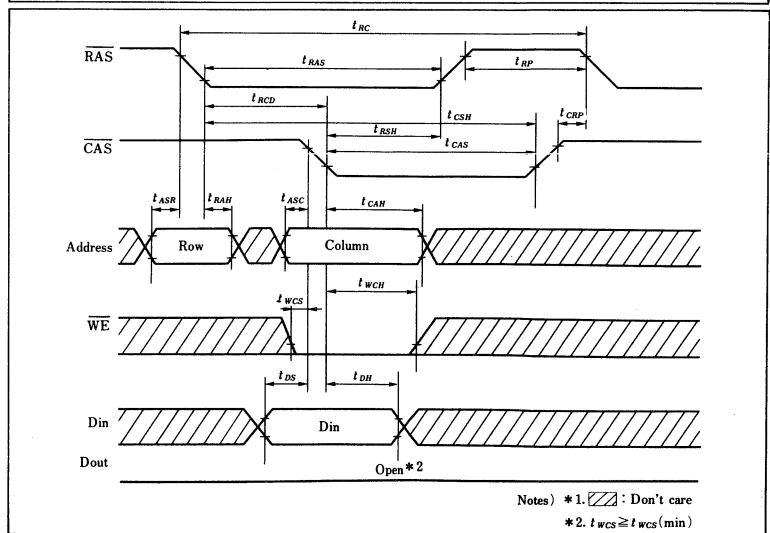 tRC
RAS
tRAS
tRP
tRCD
tCSH
tCRP
tRSH
CAS
tCAS
tASR
tRAH
tASC
tCAH
Address
Row
Column
tWCS
tWCH
WE
tDS
tDH
Din
Din
Dout
Open*2
Notes) *1. : Don't care
*2. tWCS≧tWCS(min)